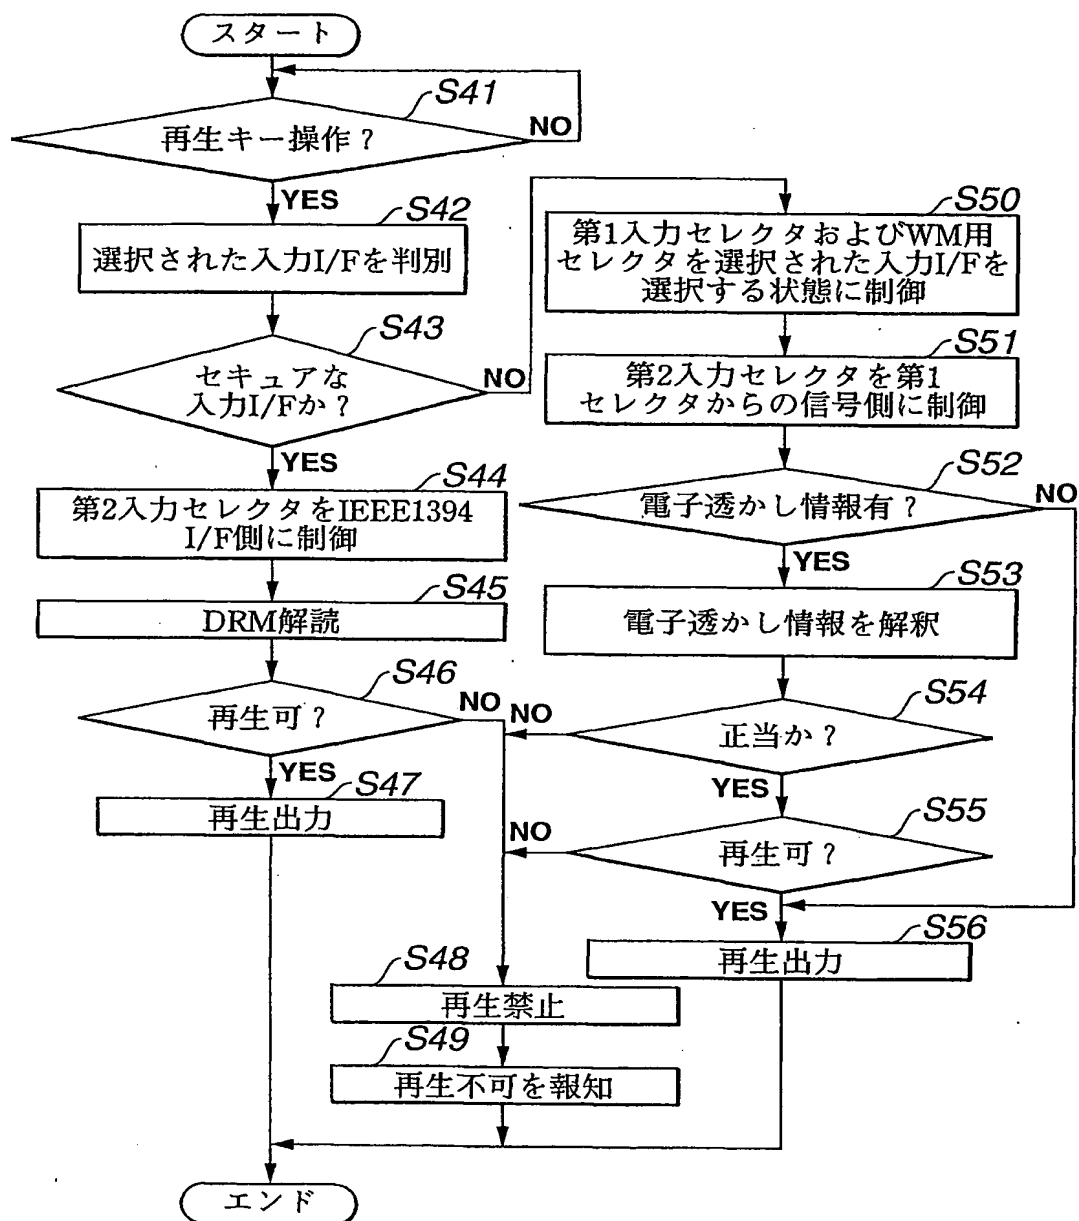 スタート
S41
再生キー操作？
NO
YES
S42
選択された入力I/Fを判別
S43
セキュアな
入力I/Fか？
NO
YES
S44
第2入力セレクタをIEEE1394
I/F側に制御
S45
DRM解読
S46
再生可？
NO
YES
S47
再生出力
S48
再生禁止
S49
再生不可を報知
S50
第1入力セレクタおよびWM用
セレクタを選択された入力I/Fを
選択する状態に制御
S51
第2入力セレクタを第1
セレクタからの信号側に制御
S52
電子透かし情報有？
NO
YES
S53
電子透かし情報を解釈
S54
正当か？
NO
YES
S55
再生可？
NO
YES
S56
再生出力
エンド